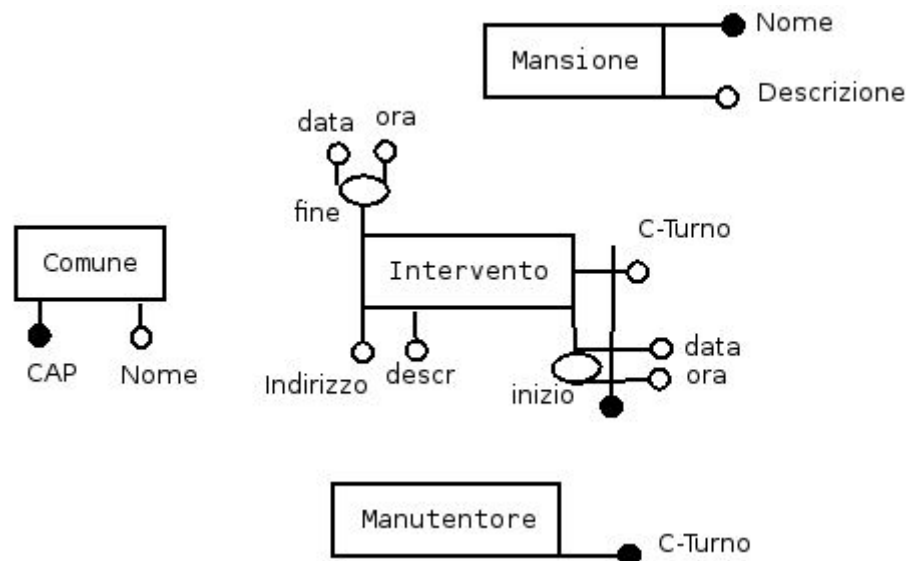 Nome
Mansione
Descrizione
data
ora
fine
C-Turno
Comune
Intervento
CAP
Nome
Indirizzo
descr
inizio
data
ora
Manutentore
C-Turno